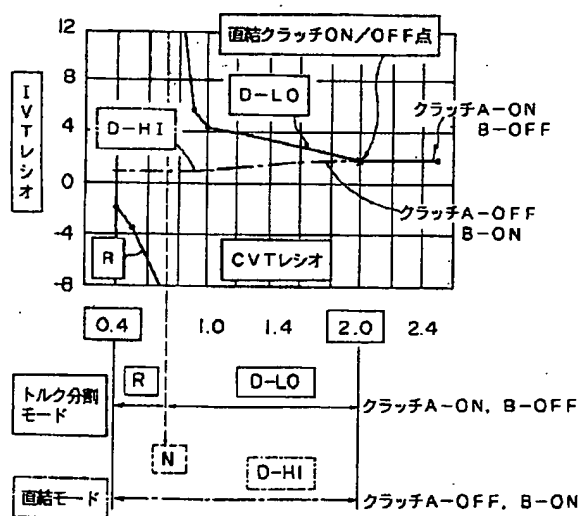 12
8
4
0
-4
-8
IVTレシオ
直結クラッチON/OFF点
D-LO
D-HI
クラッチA-ON
B-OFF
クラッチA-OFF
B-ON
R
CVTレシオ
0.4 1.0 1.4 2.0 2.4
トルク分割
モード
R
D-LO
クラッチA-ON, B-OFF
N
D-HI
直結モード
クラッチA-OFF, B-ON